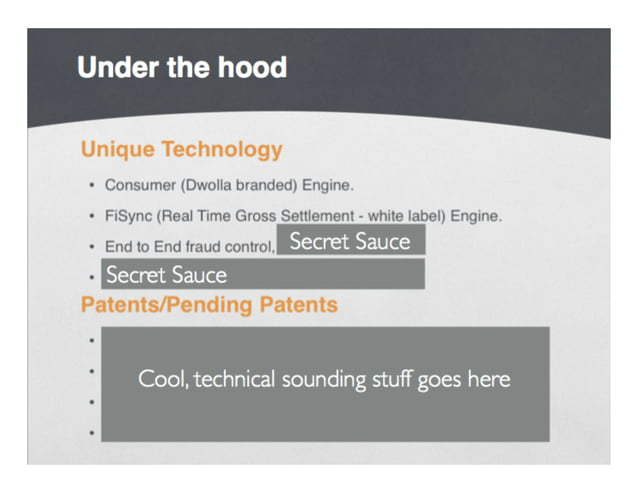 Under the hood
Unique Technology
• Consumer (Dwolla branded) Engine.
• FiSync (Real Time Gross Settlement - white label) Engine.
• End to End fraud control, Secret Sauce
• Secret Sauce
Patents/Pending Patents
•
• Cool, technical sounding stuff goes here
•
•